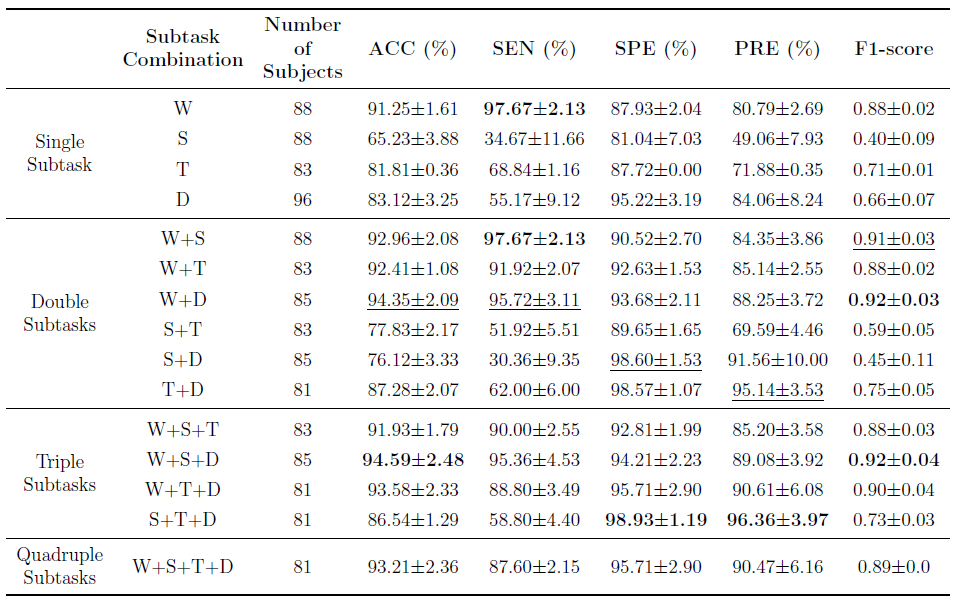 Subtask Combination | Number of Subjects | ACC (%) | SEN (%) | SPE (%) | PRE (%) | F1-score
Single Subtask
W 88 91.25±1.61 97.67±2.13 87.93±2.04 80.79±2.69 0.88±0.02
S 88 65.23±3.88 34.67±11.66 81.04±7.03 49.06±7.93 0.40±0.09
T 83 81.81±0.36 68.84±1.16 87.72±0.00 71.88±0.35 0.71±0.01
D 96 83.12±3.25 55.17±9.12 95.22±3.19 84.06±8.24 0.66±0.07
Double Subtasks
W+S 88 92.96±2.08 97.67±2.13 90.52±2.70 84.35±3.86 0.91±0.03
W+T 83 92.41±1.08 91.92±2.07 92.63±1.53 85.14±2.55 0.88±0.02
W+D 85 94.35±2.09 95.72±3.11 93.68±2.11 88.25±3.72 0.92±0.03
S+T 83 77.83±2.17 51.92±5.51 89.65±1.65 69.59±4.46 0.59±0.05
S+D 85 76.12±3.33 30.36±9.35 98.60±1.53 91.56±10.00 0.45±0.11
T+D 81 87.28±2.07 62.00±6.00 98.57±1.07 95.14±3.53 0.75±0.05
Triple Subtasks
W+S+T 83 91.93±1.79 90.00±2.55 92.81±1.99 85.20±3.58 0.88±0.03
W+S+D 85 94.59±2.48 95.36±4.53 94.21±2.23 89.08±3.92 0.92±0.04
W+T+D 81 93.58±2.33 88.80±3.49 95.71±2.90 90.61±6.08 0.90±0.04
S+T+D 81 86.54±1.29 58.80±4.40 98.93±1.19 96.36±3.97 0.73±0.03
Quadruple Subtasks
W+S+T+D 81 93.21±2.36 87.60±2.15 95.71±2.90 90.47±6.16 0.89±0.0